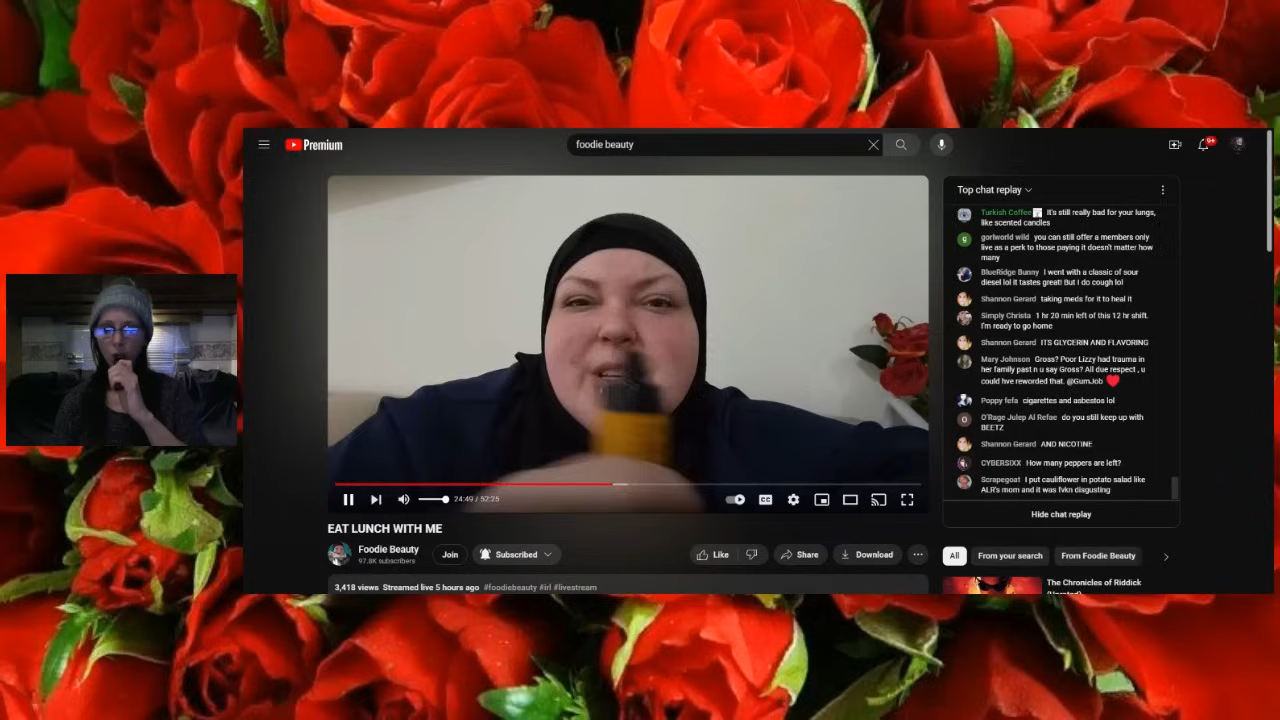 Premium
foodie beauty
9+
Top chat replay
Turkish Coffee It's still really bad for your lungs,
like scented candles
gorlworld wild you can still offer a members only
live as a perk to those paying it doesn't matter how
many
BlueRidge Bunny I went with a classic of sour
diesel lol it tastes great! But I do cough lol
Shannon Gerard taking meds for it to heal it
Simply Christa 1 hr 20 min left of this 12 hr shift.
I'm ready to go home
Shannon Gerard ITS GLYCERIN AND FLAVORING
Mary Johnson Gross? Poor Lizzy had trauma in
her family past n u say Gross? All due respect , u
could hve reworded that. @GumJob
Poppy fefa cigarettes and asbestos lol
O'Rage Julep Al Refae do you still keep up with
BEETZ
Shannon Gerard AND NICOTINE
CYBERSIXX How many peppers are left?
Scrapegoat I put cauliflower in potato salad like
ALR's mom and it was fvkn disgusting
Hide chat replay
24:49 / 52:25
CC
EAT LUNCH WITH ME
Foodie Beauty
97.8K subscribers
Join
Subscribed
Like
Share
Download
3,418 views Streamed live 5 hours ago #foodiebeauty #irl #livestream
All
From your search
From Foodie Beauty
The Chronicles of Riddick
(Unrated)